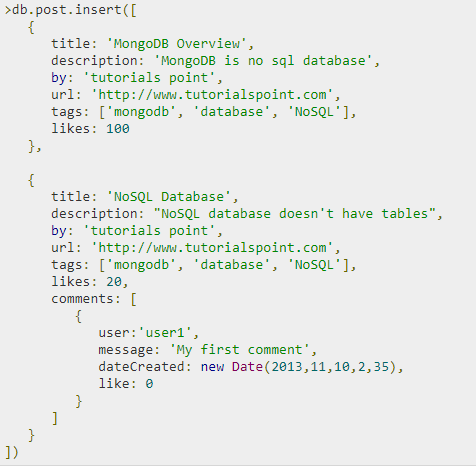 >db.post.insert([
   {
      title: 'MongoDB Overview',
      description: 'MongoDB is no sql database',
      by: 'tutorials point',
      url: 'http://www.tutorialspoint.com',
      tags: ['mongodb', 'database', 'NoSQL'],
      likes: 100
   },
   {
      title: 'NoSQL Database',
      description: "NoSQL database doesn't have tables",
      by: 'tutorials point',
      url: 'http://www.tutorialspoint.com',
      tags: ['mongodb', 'database', 'NoSQL'],
      likes: 20,
      comments: [
         {
            user:'user1',
            message: 'My first comment',
            dateCreated: new Date(2013,11,10,2,35),
            like: 0
         }
      ]
   }
])